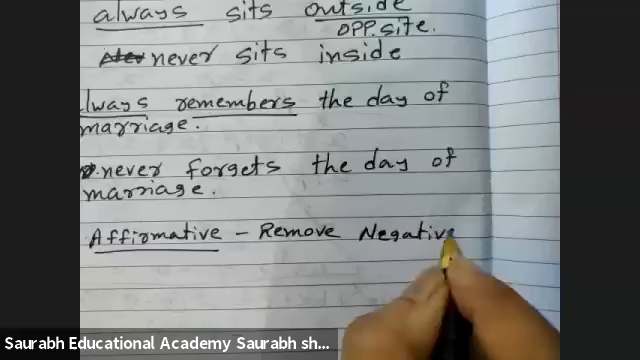 always sits outside
OPP.site.
never sits inside
always remembers the day of
marriage.
never forgets the day of
marriage.
Affirmative - Remove Negative
Saurabh Educational Academy Saurabh sh...